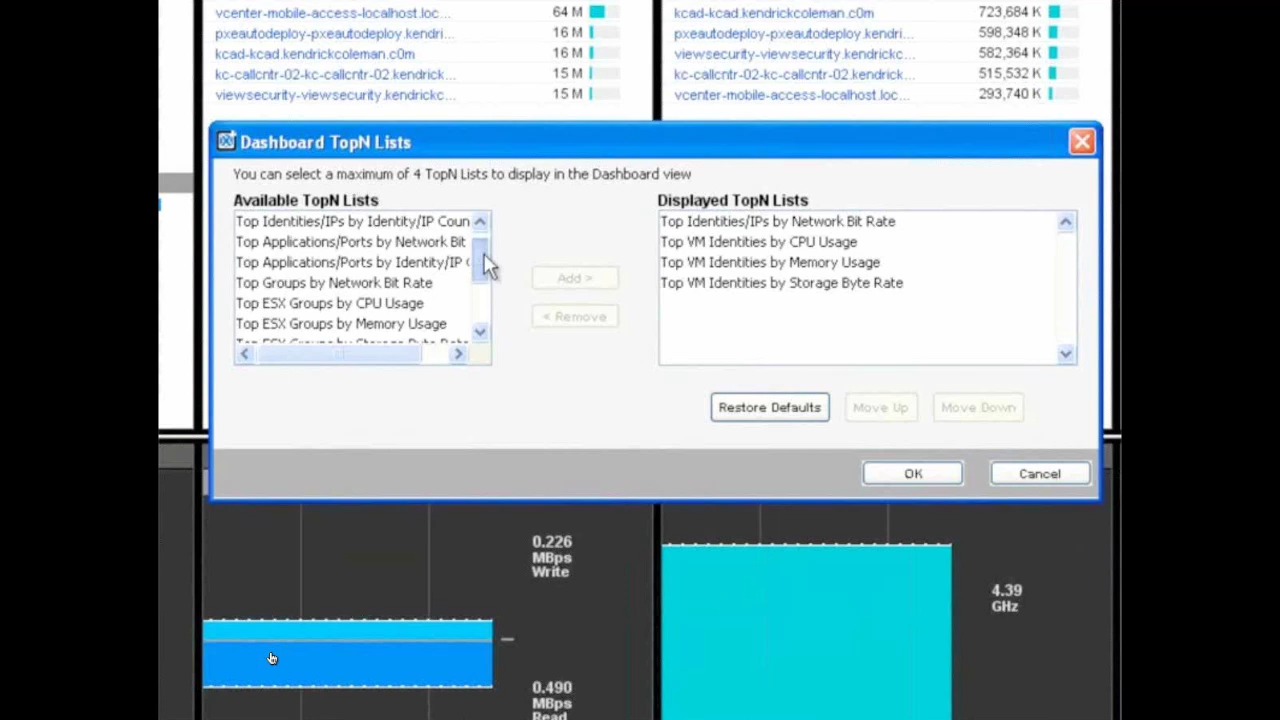 vcenter-mobile-access-localhost.loc... 64 M
pxeautodeploy-pxeautodeploy.kendri... 16 M
kcad-kcad.kendrickcoleman.c0m 16 M
kc-callcntr-02-kc-callcntr-02.kendrick... 15 M
viewsecurity-viewsecurity.kendrickc... 15 M
kcad-kcad.kendrickcoleman.c0m 723,684 K
pxeautodeploy-pxeautodeploy.kendri... 598,348 K
viewsecurity-viewsecurity.kendrickc... 582,364 K
kc-callcntr-02-kc-callcntr-02.kendrick... 515,532 K
vcenter-mobile-access-localhost.loc... 293,740 K
Dashboard TopN Lists
You can select a maximum of 4 TopN Lists to display in the Dashboard view
Available TopN Lists
Top Identities/IPs by Identity/IP Coun
Top Applications/Ports by Network Bit
Top Applications/Ports by Identity/IP
Top Groups by Network Bit Rate
Top ESX Groups by CPU Usage
Top ESX Groups by Memory Usage
Top ESX Groups by Storage Byte Rate
Add >
< Remove
Displayed TopN Lists
Top Identities/IPs by Network Bit Rate
Top VM Identities by CPU Usage
Top VM Identities by Memory Usage
Top VM Identities by Storage Byte Rate
Restore Defaults
Move Up
Move Down
OK
Cancel
0.226
MBps
Write
0.490
MBps
Read
4.39
GHz